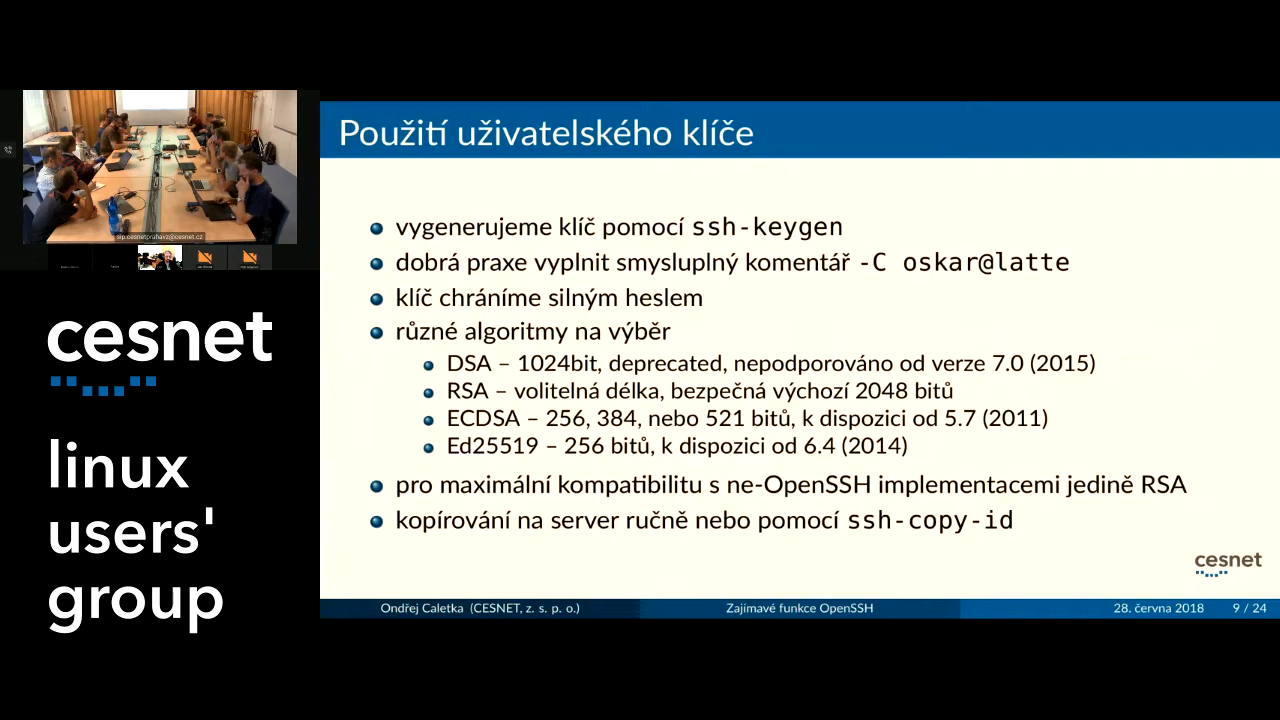 sip.cesnetpruhavz@cesnet.cz
cesnet
linux
users'
group
Použití uživatelského klíče
vygenerujeme klíč pomocí ssh-keygen
dobrá praxe vyplnit smysluplný komentář -C oskar@latte
klíč chráníme silným heslem
různé algoritmy na výběr
DSA – 1024bit, deprecated, nepodporováno od verze 7.0 (2015)
RSA – volitelná délka, bezpečná výchozí 2048 bitů
ECDSA – 256, 384, nebo 521 bitů, k dispozici od 5.7 (2011)
Ed25519 – 256 bitů, k dispozici od 6.4 (2014)
pro maximální kompatibilitu s ne-OpenSSH implementacemi jedině RSA
kopírování na server ručně nebo pomocí ssh-copy-id
cesnet
Ondřej Caletka (CESNET, z. s. p. o.) Zajímavé funkce OpenSSH 28. června 2018 9 / 24